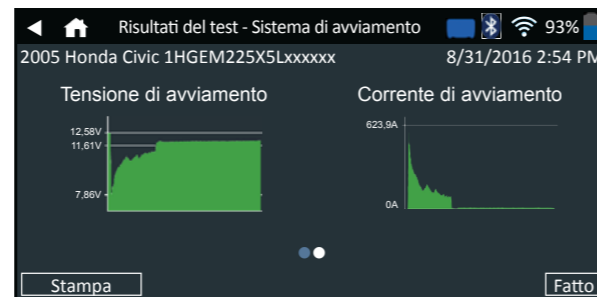 Risultati del test - Sistema di avviamento 93%
2005 Honda Civic 1HGEM225X5Lxxxxxx 8/31/2016 2:54 PM
Tensione di avviamento Corrente di avviamento
12,58V
11,61V
7,86V
623,9A
0A
Stampa Fatto